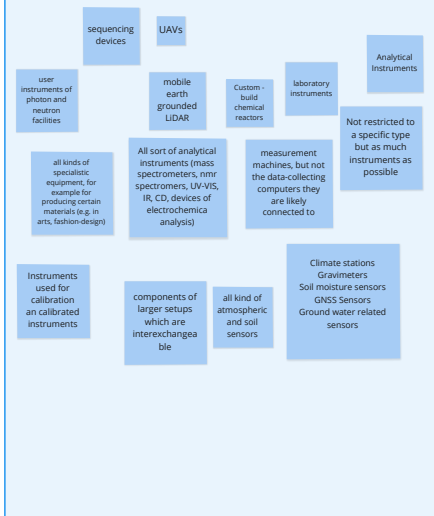 sequencing
devices
UAVs
Analytical
Instruments
user
instruments of
photon and
neutron
facilities
mobile
earth
grounded
LiDAR
Custom -
build
chemical
reactors
laboratory
instruments
Not restricted to
a specific type
but as much
instruments as
possible
all kinds of
specialistic
equipment, for
example for
producing certain
materials (e.g. in
arts, fashion-design)
All sort of analytical
instruments (mass
spectrometers, nmr
spectromers, UV-VIS,
IR, CD, devices of
electrochemica
analysis)
measurement
machines, but not
the data-collecting
computers they
are likely
connected to
Instruments
used for
calibration
an calibrated
instruments
components of
larger setups
which are
interexchangea
ble
all kind of
atmospheric
and soil
sensors
Climate stations
Gravimeters
Soil moisture sensors
GNSS Sensors
Ground water related
sensors